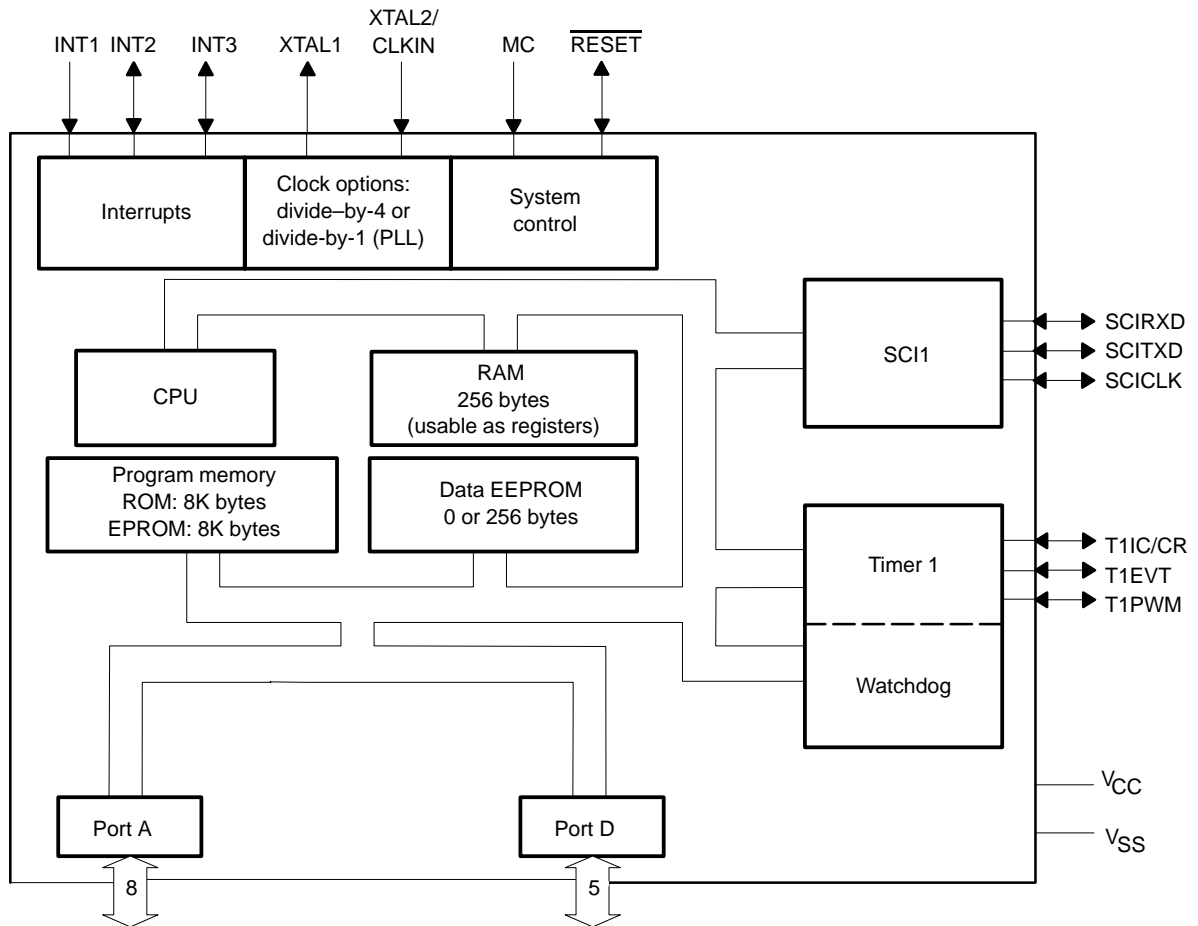 XTAL2/
INT1 INT2 INT3 XTAL1 CLKIN MC RESET
Interrupts
Clock options:
divide–by-4 or
divide-by-1 (PLL)
System
control
CPU
RAM
256 bytes
(usable as registers)
Program memory
ROM: 8K bytes
EPROM: 8K bytes
Data EEPROM
0 or 256 bytes
SCI1
SCIRXD
SCITXD
SCICLK
Timer 1
T1IC/CR
T1EVT
T1PWM
Watchdog
VCC
VSS
Port A
Port D
8
5